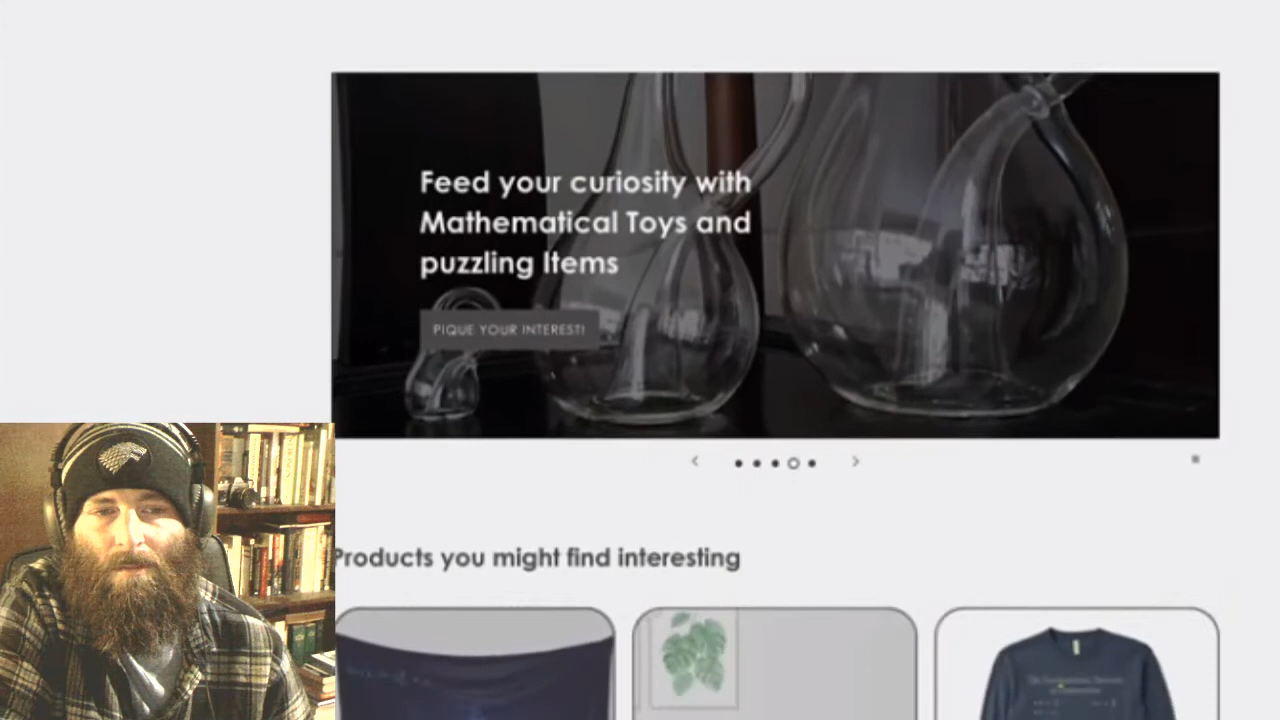 Feed your curiosity with
Mathematical Toys and
puzzling Items
PIQUE YOUR INTEREST!
Products you might find interesting